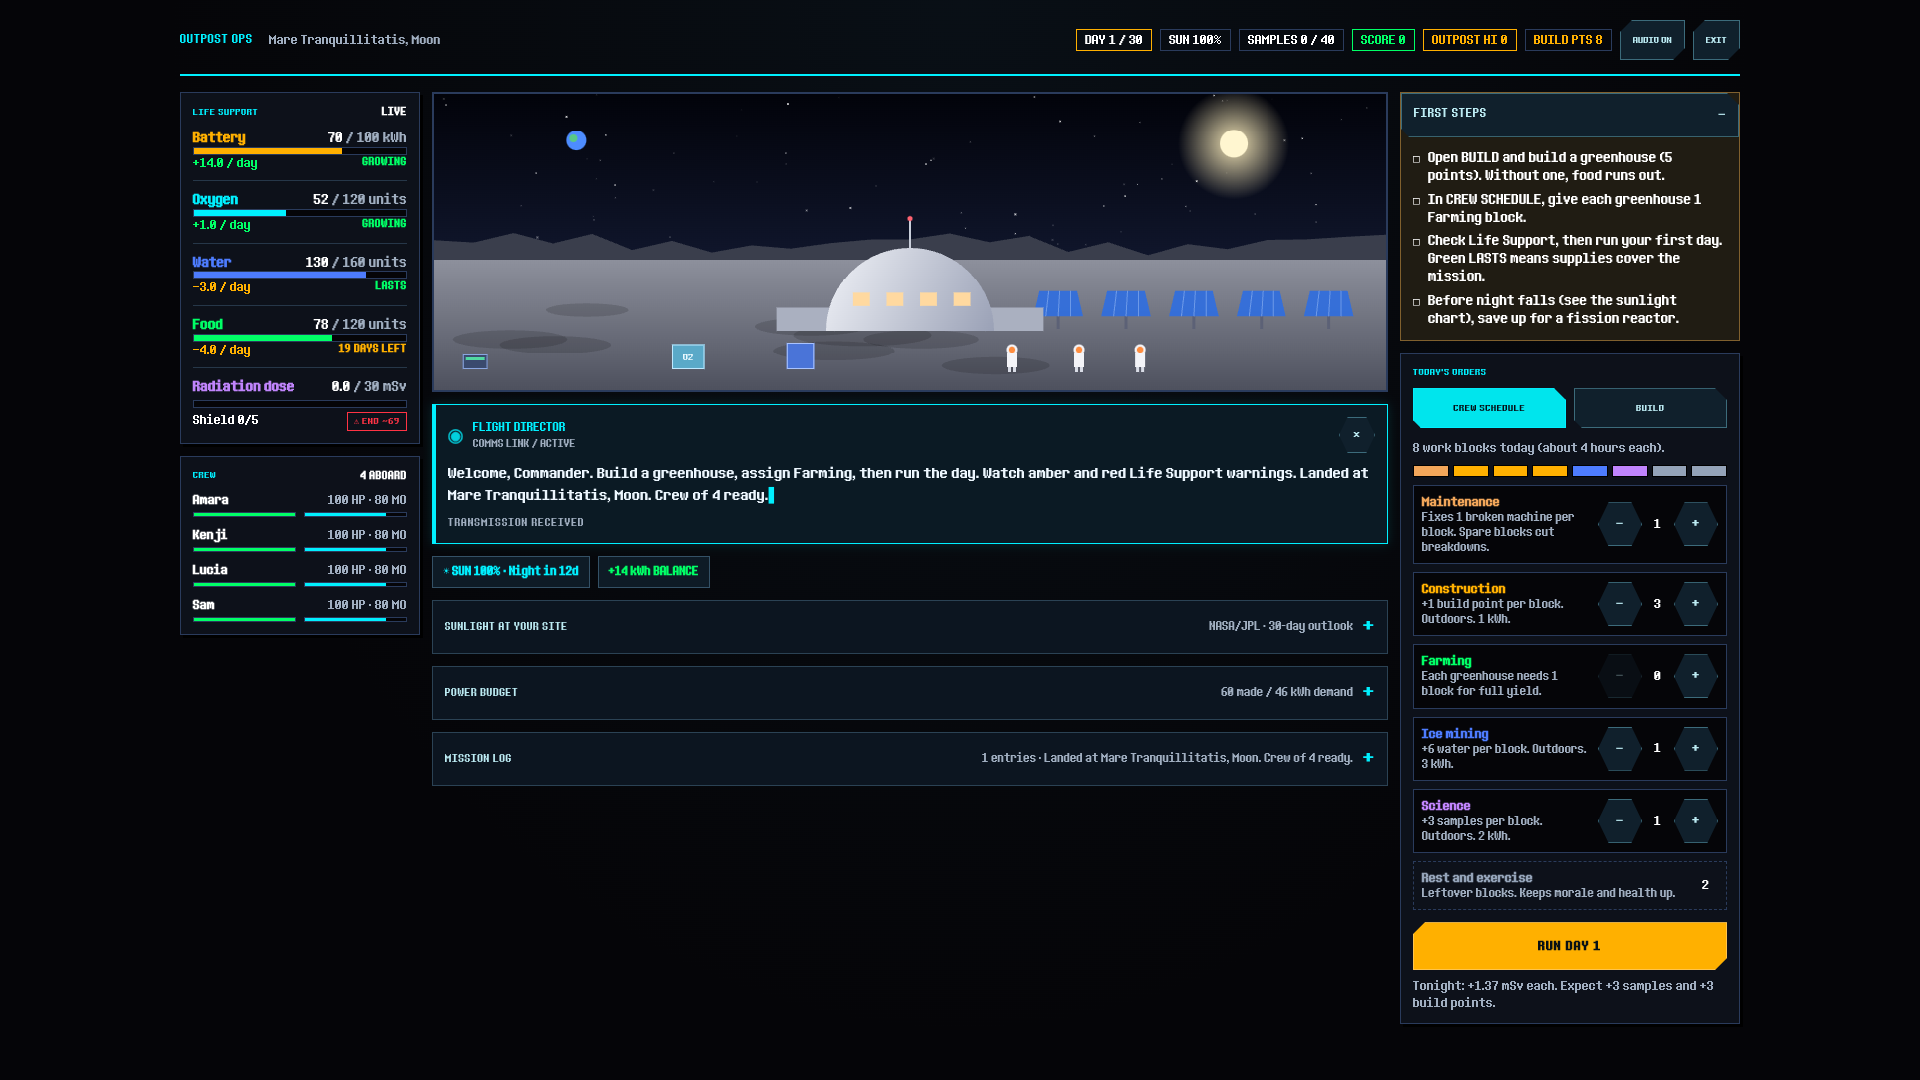 OUTPOST OPS
Mare Tranquillitatis, Moon
DAY 1 / 30
SUN 100%
SAMPLES 0 / 40
SCORE 0
OUTPOST HI 0
BUILD PTS 8
AUDIO ON
EXIT
LIFE SUPPORT
LIVE
Battery
70 / 100 kWh
+14.0 / day
GROWING
Oxygen
52 / 120 units
+1.0 / day
GROWING
Water
130 / 160 units
-3.0 / day
LASTS
Food
78 / 120 units
-4.0 / day
19 DAYS LEFT
Radiation dose
0.0 / 30 mSv
Shield 0/5
⚠ END ~69
CREW
4 ABOARD
Amara
100 HP · 80 MO
Kenji
100 HP · 80 MO
Lucia
100 HP · 80 MO
Sam
100 HP · 80 MO
O2
FLIGHT DIRECTOR
COMMS LINK / ACTIVE
×
Welcome, Commander. Build a greenhouse, assign Farming, then run the day. Watch amber and red Life Support warnings. Landed at
Mare Tranquillitatis, Moon. Crew of 4 ready.
TRANSMISSION RECEIVED
☀ SUN 100% · Night in 12d
+14 kWh BALANCE
SUNLIGHT AT YOUR SITE
NASA/JPL · 30-day outlook +
POWER BUDGET
60 made / 46 kWh demand +
MISSION LOG
1 entries · Landed at Mare Tranquillitatis, Moon. Crew of 4 ready. +
FIRST STEPS
−
□ Open BUILD and build a greenhouse (5
points). Without one, food runs out.
□ In CREW SCHEDULE, give each greenhouse 1
Farming block.
□ Check Life Support, then run your first day.
Green LASTS means supplies cover the
mission.
□ Before night falls (see the sunlight
chart), save up for a fission reactor.
TODAY'S ORDERS
CREW SCHEDULE
BUILD
8 work blocks today (about 4 hours each).
Maintenance
Fixes 1 broken machine per
block. Spare blocks cut
breakdowns.
− 1 +
Construction
+1 build point per block.
Outdoors. 1 kWh.
− 3 +
Farming
Each greenhouse needs 1
block for full yield.
− 0 +
Ice mining
+6 water per block. Outdoors.
3 kWh.
− 1 +
Science
+3 samples per block.
Outdoors. 2 kWh.
− 1 +
Rest and exercise
Leftover blocks. Keeps morale and health up.
2
RUN DAY 1
Tonight: +1.37 mSv each. Expect +3 samples and +3
build points.